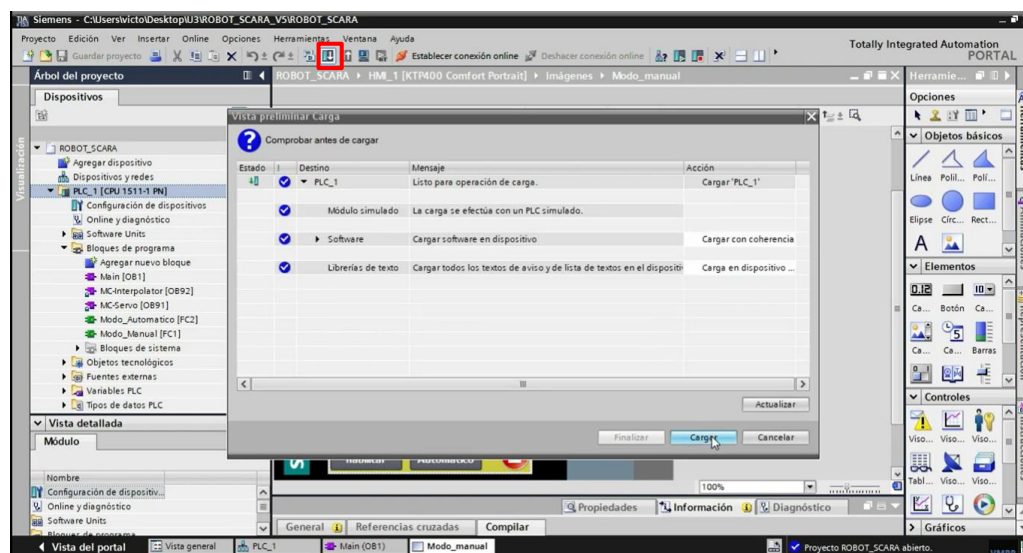 Siemens - C:\Users\victo\Desktop\U3\ROBOT_SCARA_V5\ROBOT_SCARA
Proyecto Edición Ver Insertar Online Opciones Herramientas Ventana Ayuda
Guardar proyecto
Establecer conexión online
Deshacer conexión online
Totally Integrated Automation
PORTAL
Árbol del proyecto
ROBOT_SCARA HMI_1 [KTP400 Comfort Portrait] Imágenes Modo_manual
Herramie...
Dispositivos
Opciones
Visualización
ROBOT_SCARA
Agregar dispositivo
Dispositivos y redes
PLC_1 [CPU 1511-1 PN]
Configuración de dispositivos
Online y diagnóstico
Software Units
Bloques de programa
Agregar nuevo bloque
Main [OB1]
MC-Interpolator [OB92]
MC-Servo [OB91]
Modo_Automatico [FC2]
Modo_Manual [FC1]
Bloques de sistema
Objetos tecnológicos
Fuentes externas
Variables PLC
Tipos de datos PLC
Vista detallada
Módulo
Nombre
Configuración de dispositiv...
Online y diagnóstico
Software Units
Bloques de programa
Vista preliminar Carga
Comprobar antes de cargar
Estado ! Destino Mensaje Acción
PLC_1 Listo para operación de carga. Cargar 'PLC_1'
Módulo simulado La carga se efectúa con un PLC simulado.
Software Cargar software en dispositivo Cargar con coherencia
Librerías de texto Cargar todos los textos de aviso y de lista de textos en el dispositi Carga en dispositivo ...
Actualizar
Finalizar Cargar Cancelar
Habilitar Automático
100%
Propiedades Información Diagnóstico
General Referencias cruzadas Compilar
Objetos básicos
Línea Polil... Polí...
Elipse Círc... Rect...
A
Elementos
0.12 10
Ca... Botón Ca...
5
Ca... Ca... Barras
Controles
Viso... Viso... Viso...
Tabl... Viso... Viso...
Gráficos
Vista del portal Vista general PLC_1 Main (OB1) Modo_manual
Proyecto ROBOT_SCARA abierto.